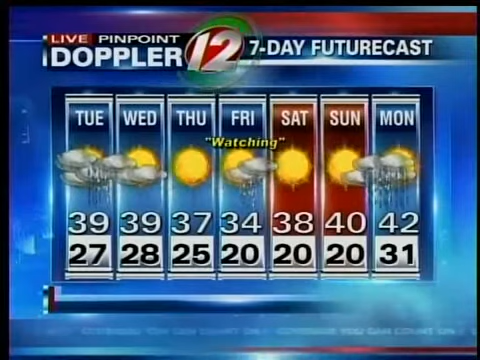 LIVE PINPOINT
DOPPLER 12 7-DAY FUTURECAST
TUE WED THU FRI SAT SUN MON
"Watching"
39 39 37 34 38 40 42
27 28 25 20 20 20 31